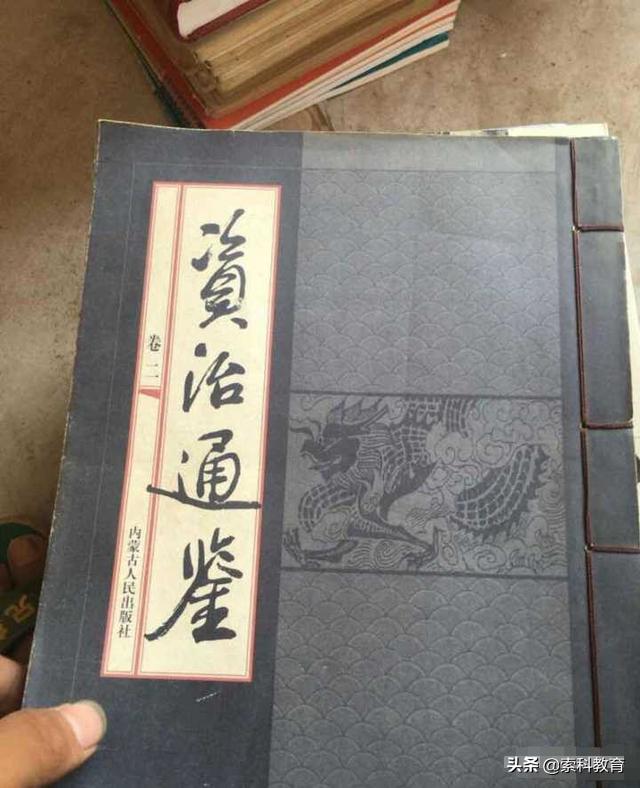 資治通鉴
卷二
内蒙古人民出版社
头条 @索科教育